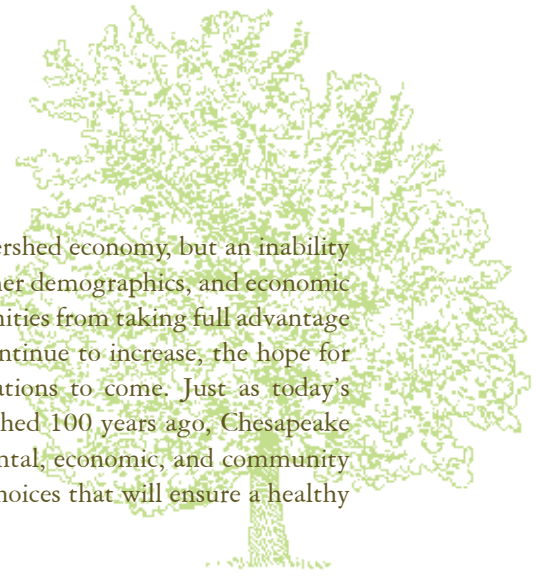 ershed economy, but an inability
er demographics, and economic
nities from taking full advantage
ntinue to increase, the hope for
ations to come. Just as today's
hed 100 years ago, Chesapeake
ntal, economic, and community
hoices that will ensure a healthy